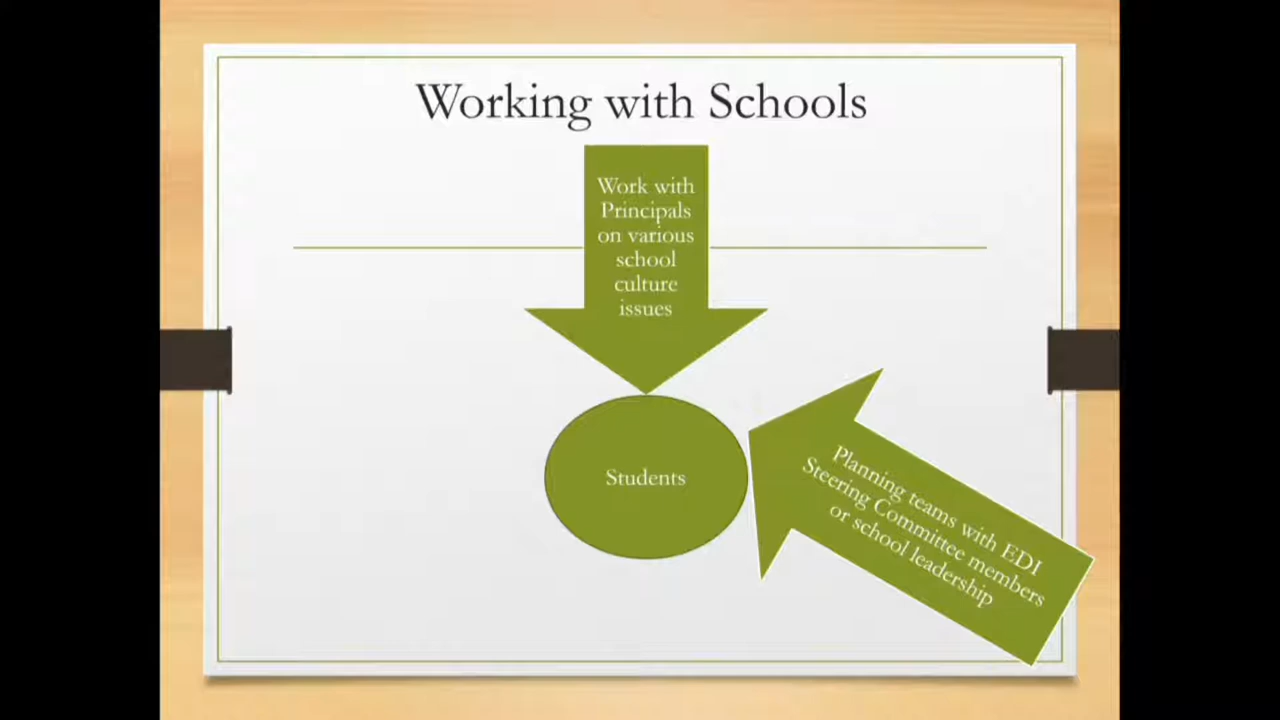 Working with Schools
Work with
Principals
on various
school
culture
issues
Students
Planning teams with EDI
Steering Committee members
or school leadership